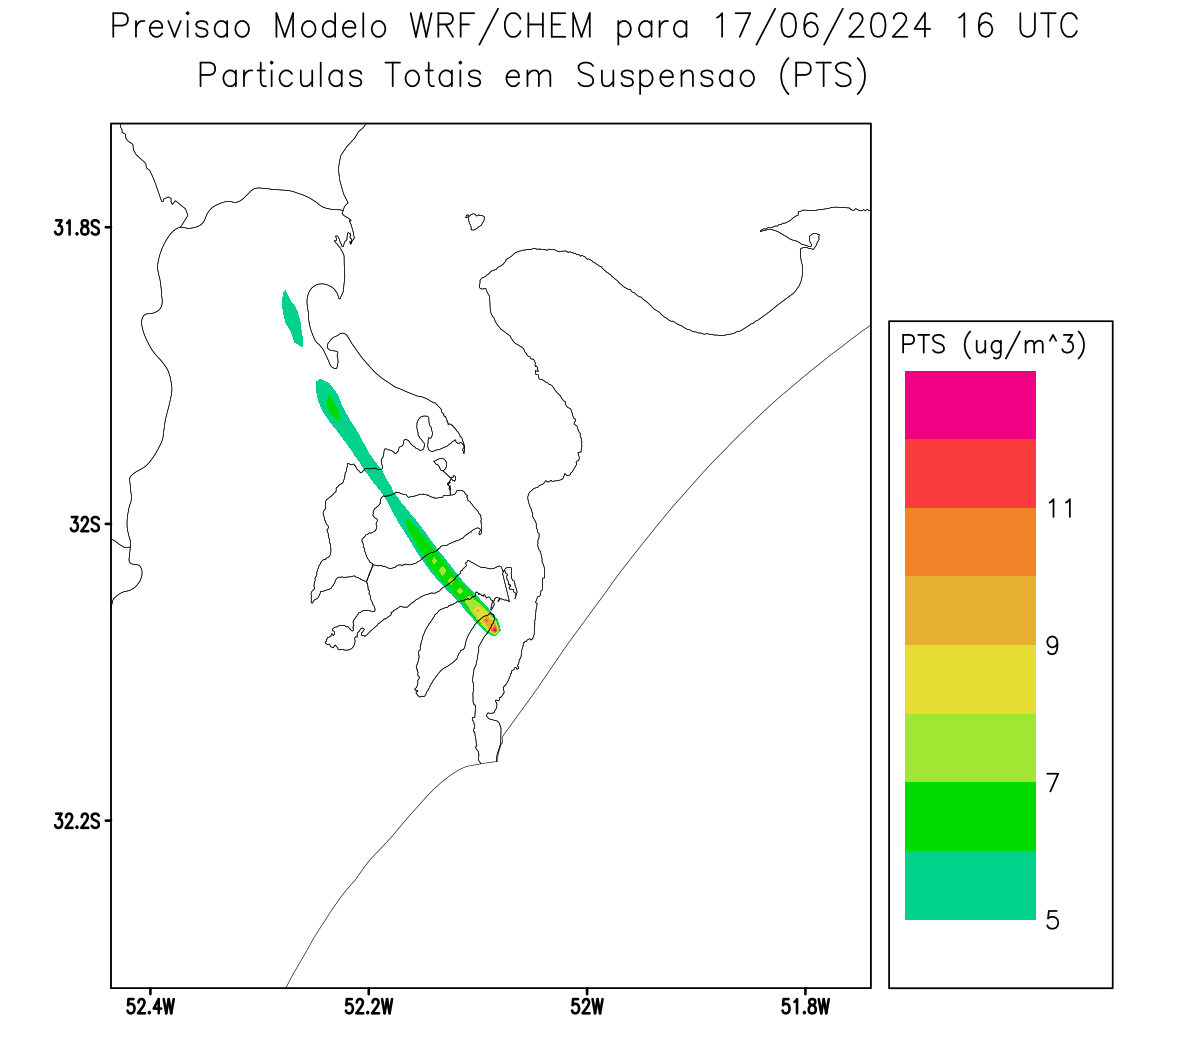 Previsao Modelo WRF/CHEM para 17/06/2024 16 UTC
Particulas Totais em Suspensao (PTS)
31.8S
32S
32.2S
52.4W
52.2W
52W
51.8W
PTS (ug/m^3)
11
9
7
5